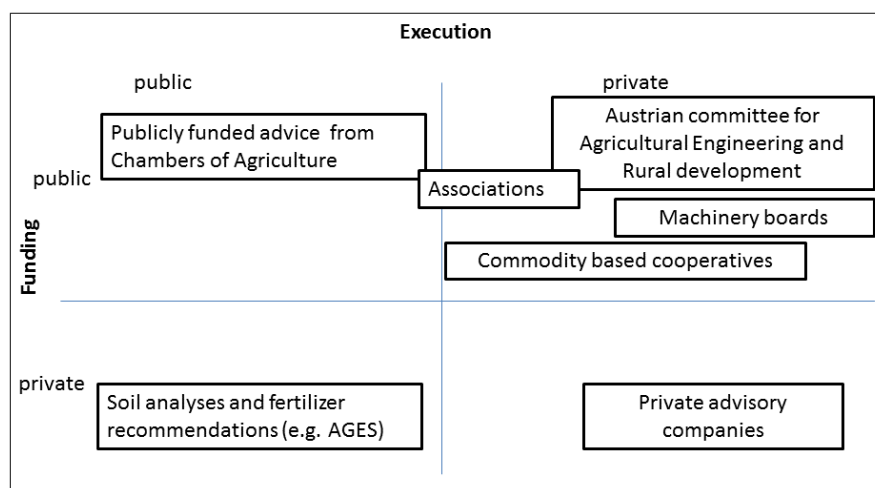 Execution
public
private
Publicly funded advice from
Chambers of Agriculture
Austrian committee for
Agricultural Engineering and
Rural development
public
Associations
Machinery boards
Funding
Commodity based cooperatives
private
Soil analyses and fertilizer
recommendations (e.g. AGES)
Private advisory
companies